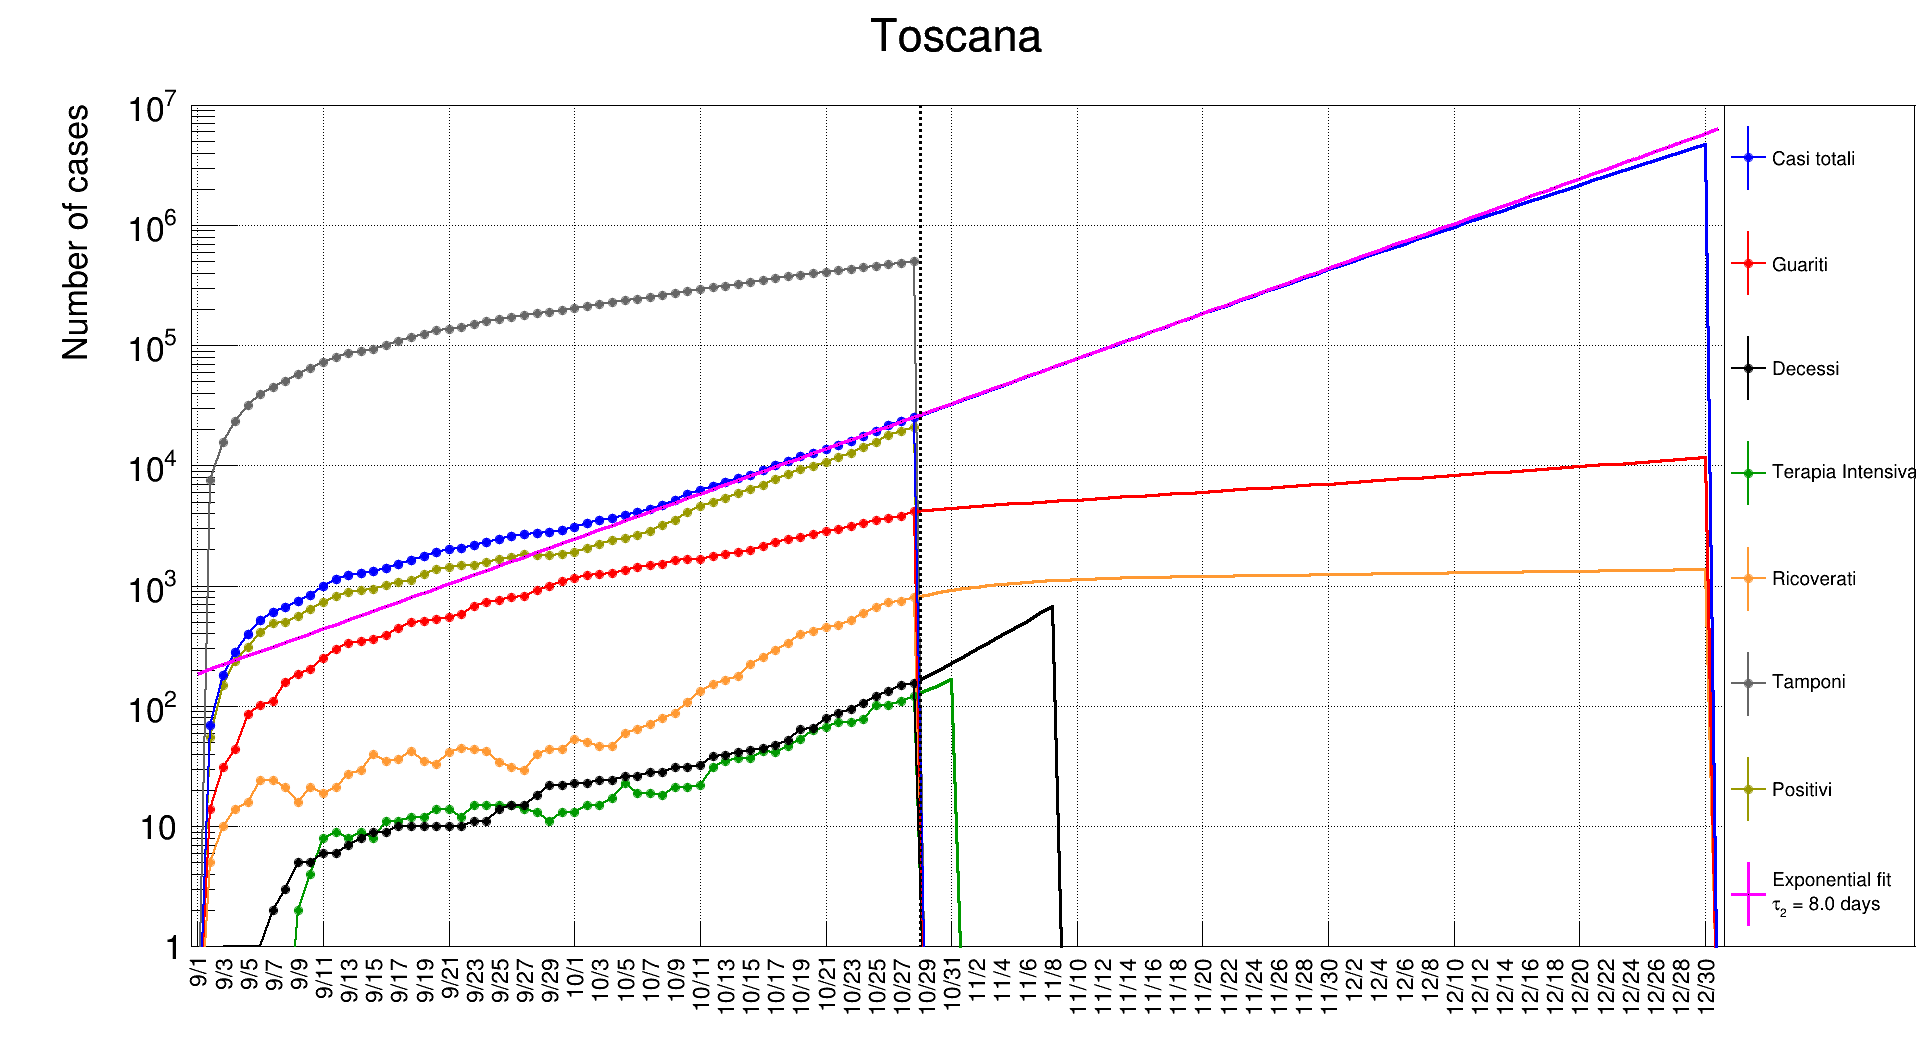 Toscana
Number of cases
10^7
10^6
10^5
10^4
10^3
10^2
10
1
9/1 9/3 9/5 9/7 9/9 9/11 9/13 9/15 9/17 9/19 9/21 9/23 9/25 9/27 9/29 10/1 10/3 10/5 10/7 10/9 10/11 10/13 10/15 10/17 10/19 10/21 10/23 10/25 10/27 10/29 10/31 11/2 11/4 11/6 11/8 11/10 11/12 11/14 11/16 11/18 11/20 11/22 11/24 11/26 11/28 11/30 12/2 12/4 12/6 12/8 12/10 12/12 12/14 12/16 12/18 12/20 12/22 12/24 12/26 12/28 12/30
Casi totali
Guariti
Decessi
Terapia Intensiva
Ricoverati
Tamponi
Positivi
Exponential fit
τ₂ = 8.0 days